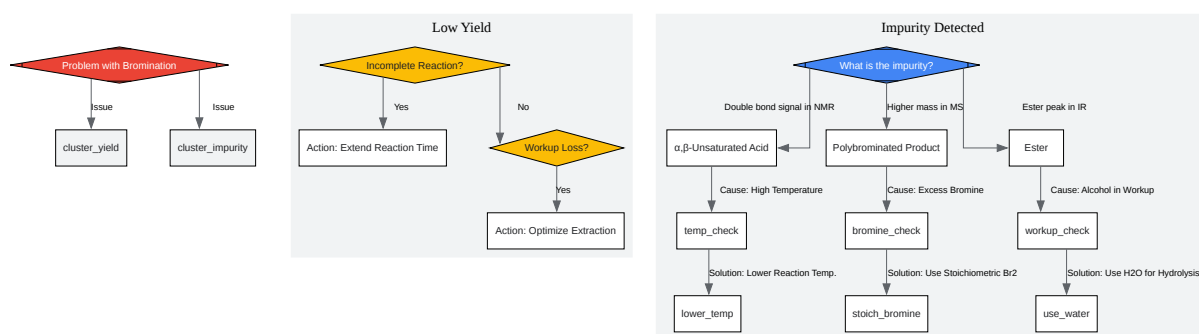 Low Yield
Impurity Detected
Problem with Bromination
Incomplete Reaction?
What is the impurity?
Issue
Issue
Yes
No
Double bond signal in NMR
Higher mass in MS
Ester peak in IR
cluster_yield
cluster_impurity
Action: Extend Reaction Time
Workup Loss?
α,β-Unsaturated Acid
Polybrominated Product
Ester
Yes
Cause: High Temperature
Cause: Excess Bromine
Cause: Alcohol in Workup
Action: Optimize Extraction
temp_check
bromine_check
workup_check
Solution: Lower Reaction Temp.
Solution: Use Stoichiometric Br2
Solution: Use H2O for Hydrolysis
lower_temp
stoich_bromine
use_water